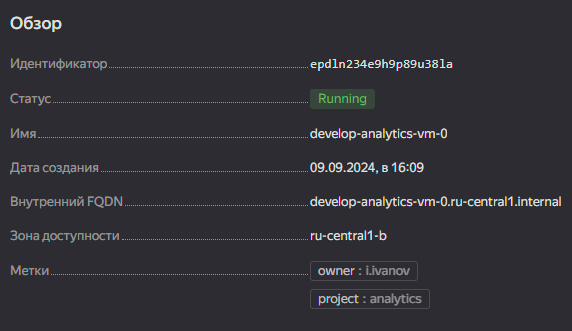 Обзор
Идентификатор epdln234e9h9p89u38la
Статус Running
Имя develop-analytics-vm-0
Дата создания 09.09.2024, в 16:09
Внутренний FQDN develop-analytics-vm-0.ru-central1.internal
Зона доступности ru-central1-b
Метки owner : i.ivanov
project : analytics